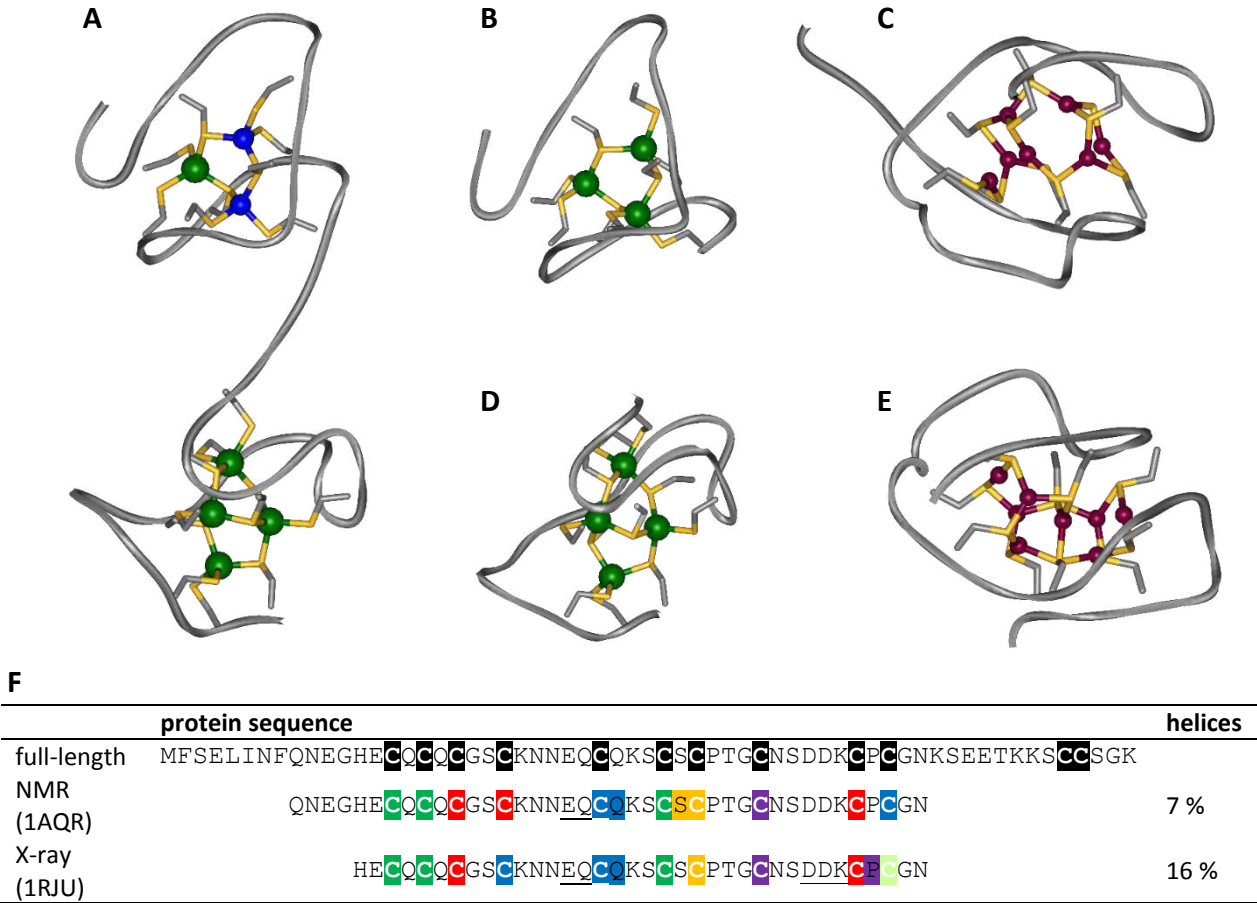 A
B
C
D
E
F
protein sequence helices
full-length MFSELINFQNEGHECQCQCGSCKNNEQCQKSCSCPTGCNSDDKCPCGNKSEETKKSCCSGK
NMR
(1AQR) QNEGHECQCQCGSCKNNEQCQKSCSCPTGCNSDDKCPCGN 7 %
X-ray
(1RJU) HECQCQCGSCKNNEQCQKSCSCPTGCNSDDKCPCGN 16 %